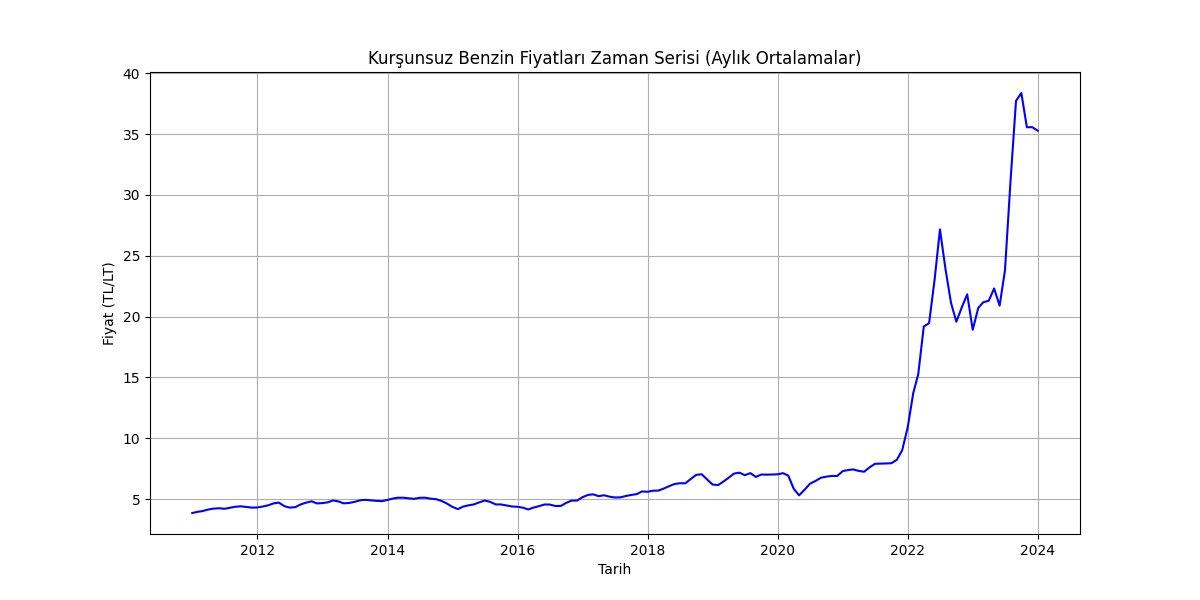 Kurşunsuz Benzin Fiyatları Zaman Serisi (Aylık Ortalamalar)
Fiyat (TL/LT)
40
35
30
25
20
15
10
5
2012 2014 2016 2018 2020 2022 2024
Tarih